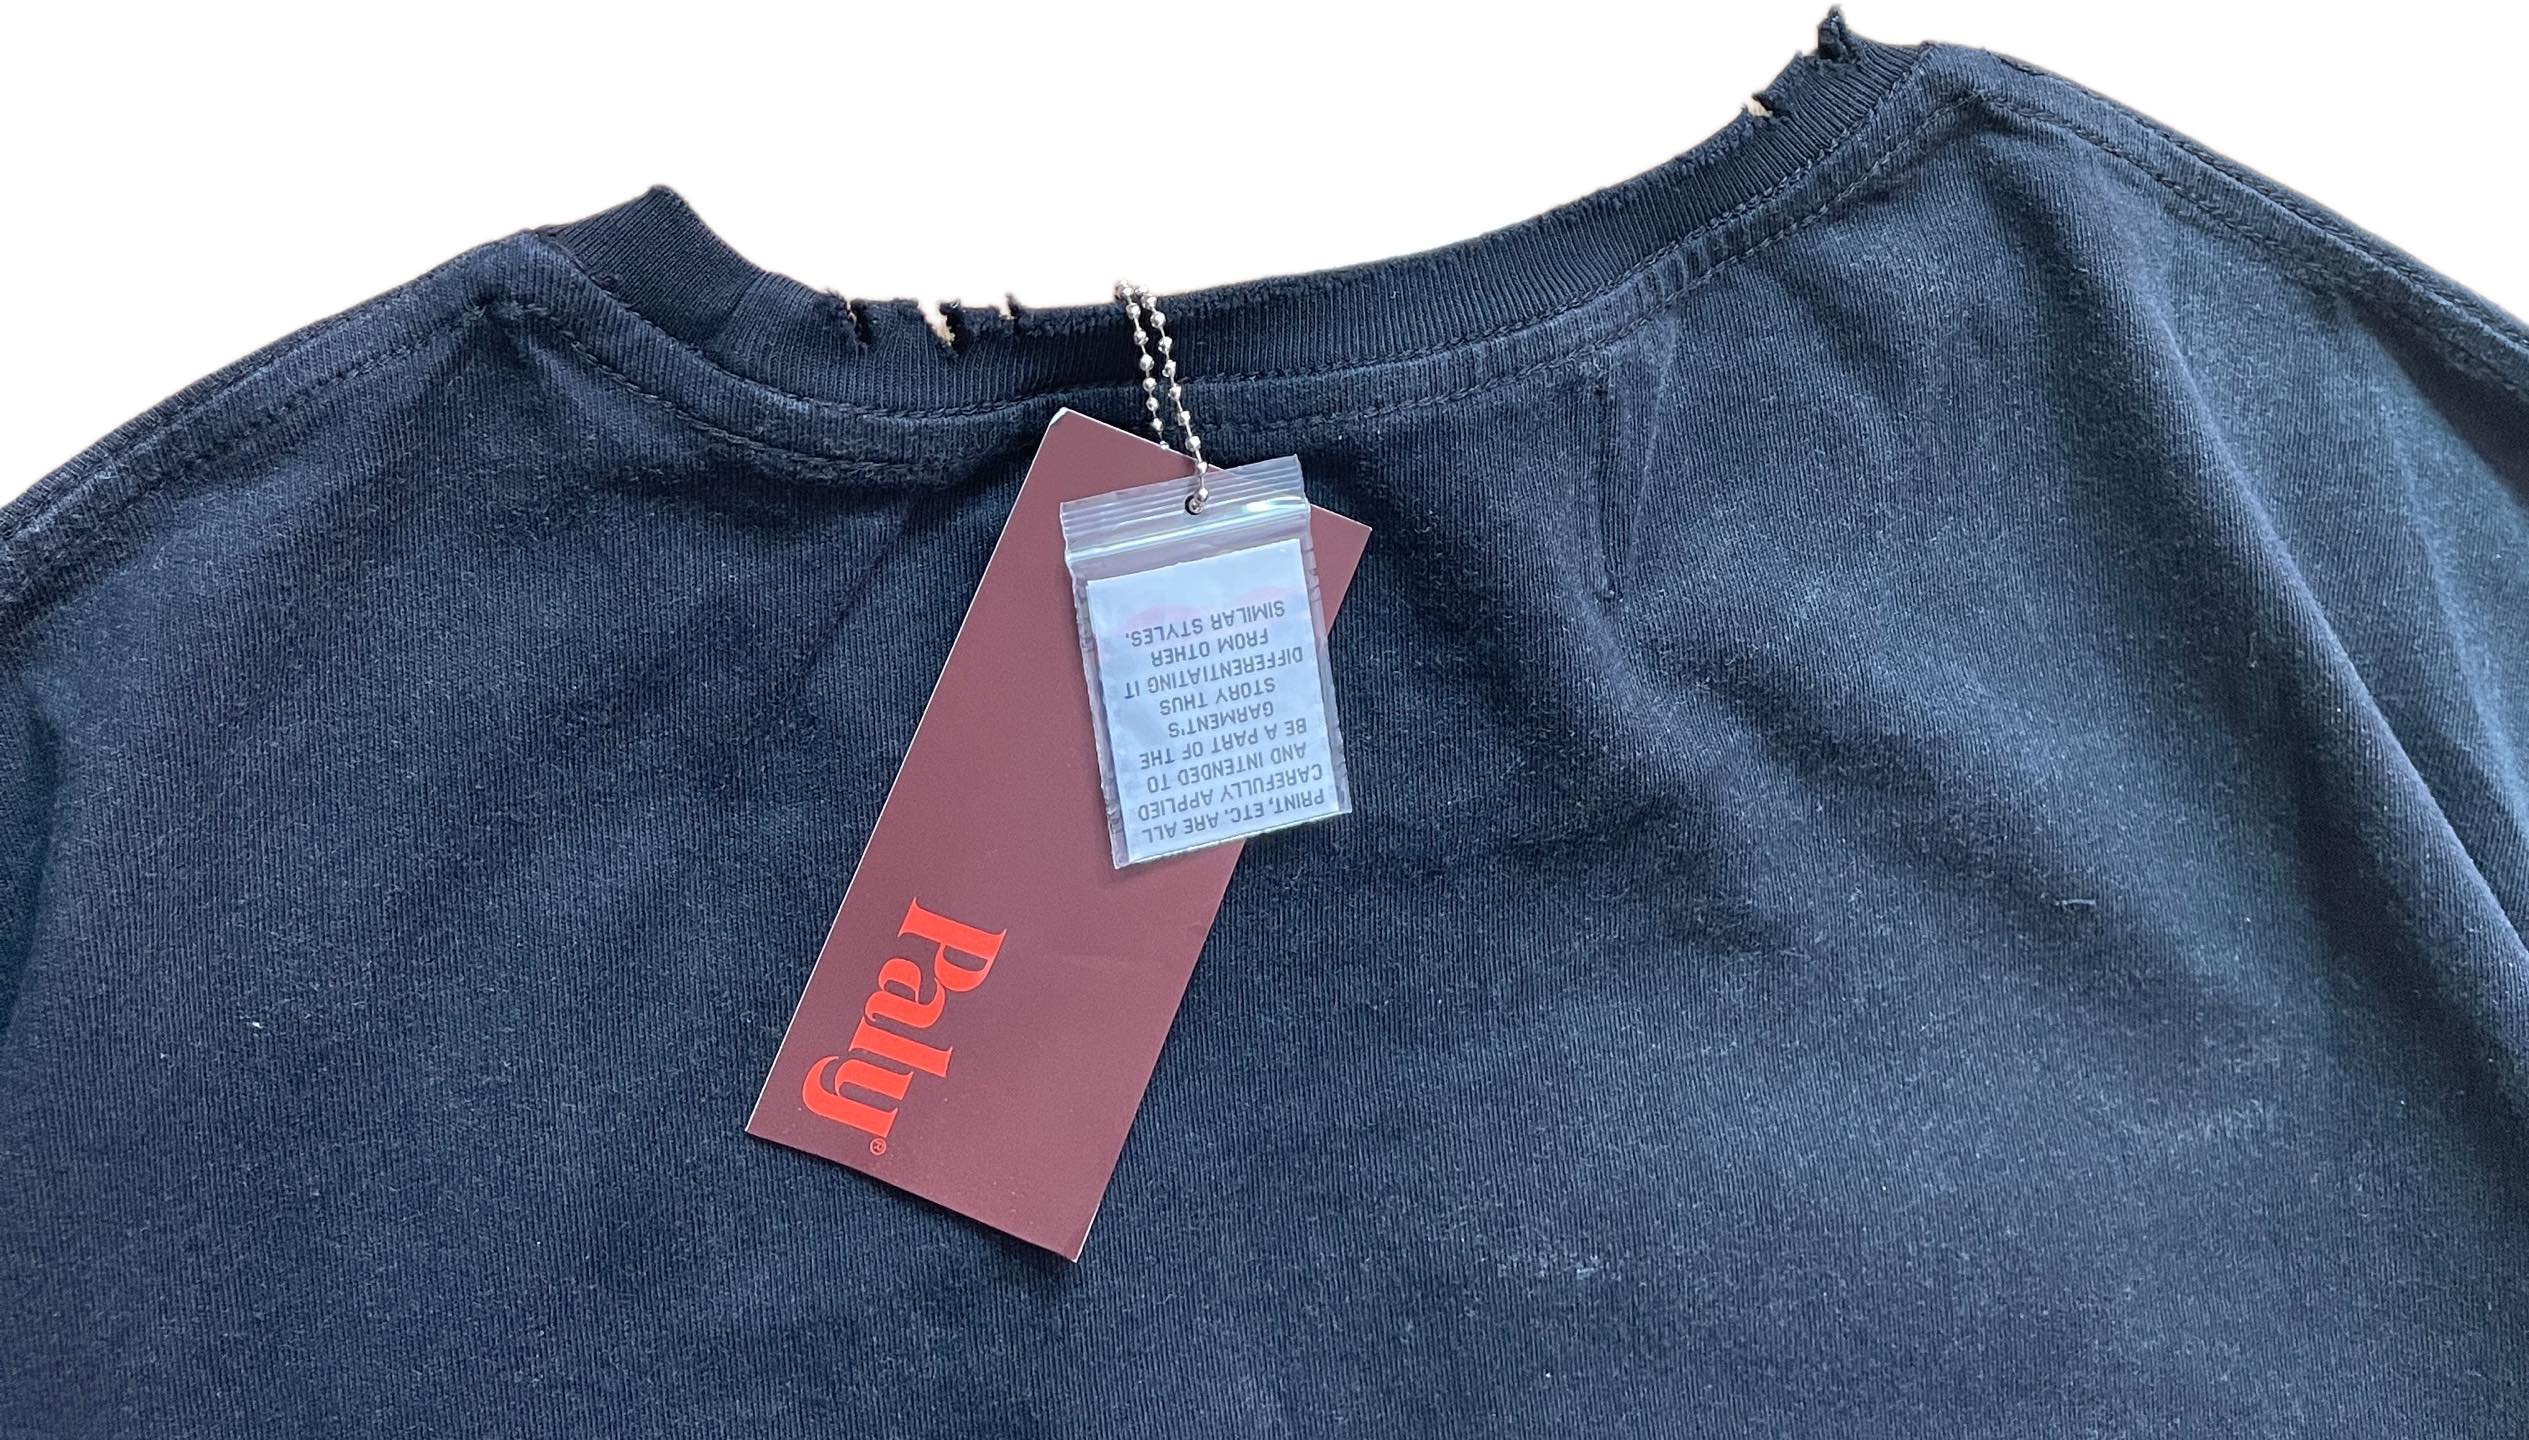 PRINT, ETC. ARE ALL
CAREFULLY APPLIED
AND INTENDED TO
BE A PART OF THE
GARMENT'S
STORY THUS
DIFFERENTIATING IT
FROM OTHER
SIMILAR STYLES.
Paly®